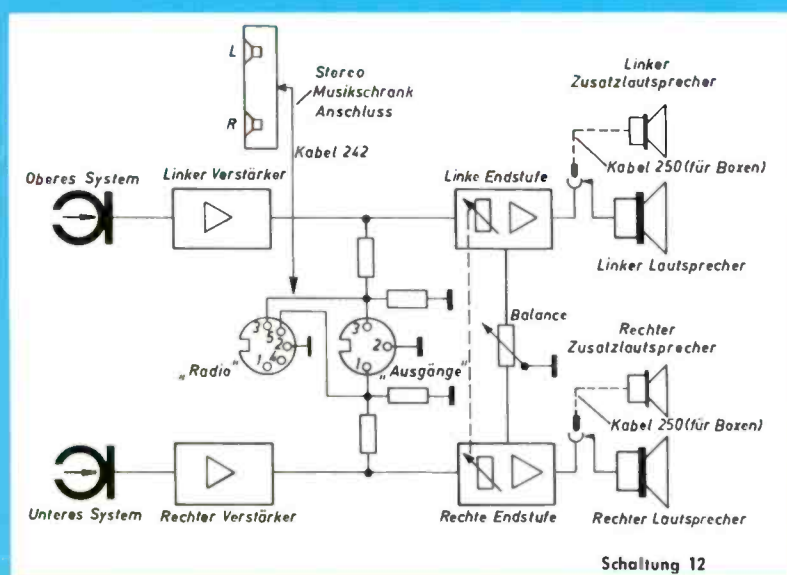 L
R
Stereo
Musikschrank
Anschluss
Kabel 242
Linker
Zusatzlautsprecher
Kabel 250 (für Boxen)
Oberes System
Linker Verstärker
Linke Endstufe
Linker Lautsprecher
3
5
2
1
4
„Radio"
3
2
1
„Ausgänge"
Balance
Rechter
Zusatzlautsprecher
Kabel 250 (für Boxen)
Unteres System
Rechter Verstärker
Rechte Endstufe
Rechter Lautsprecher
Schaltung 12